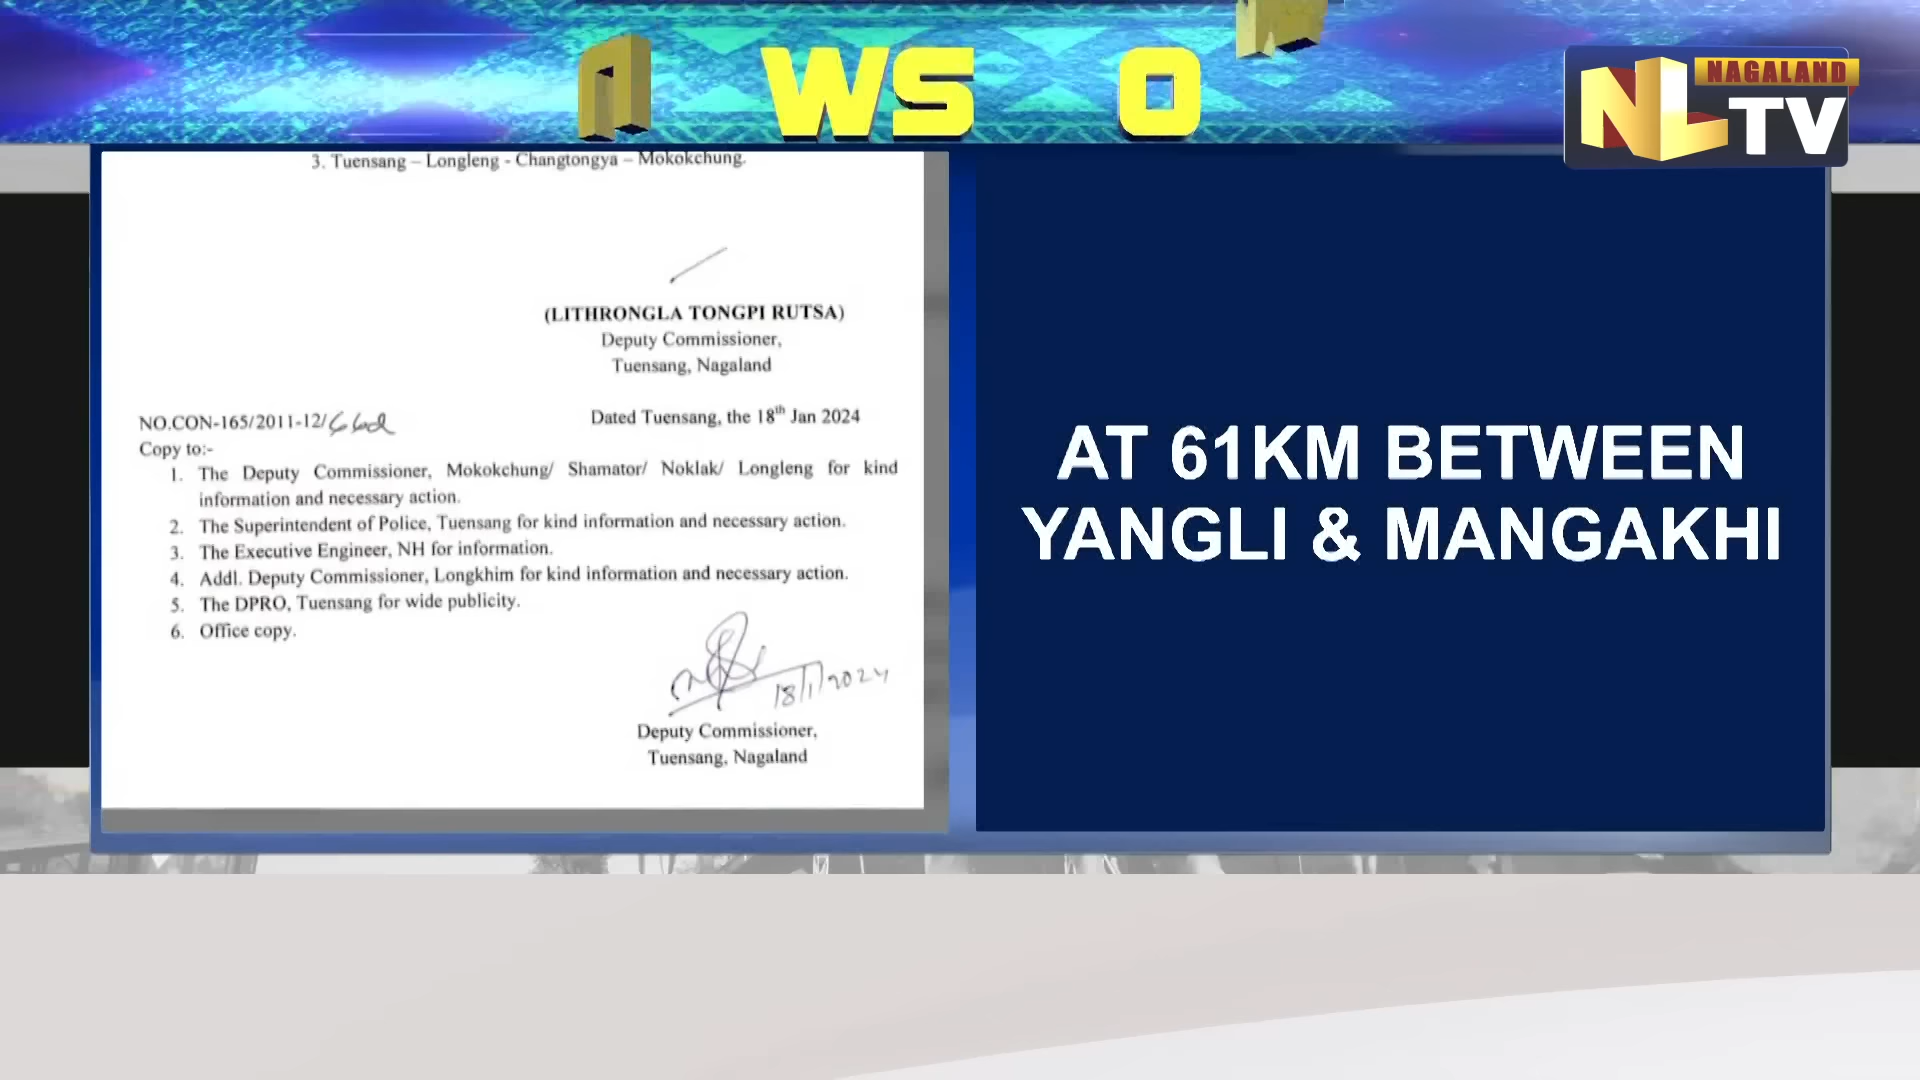 WS O
NAGALAND
NL TV
3. Tuensang – Longleng - Changtongya – Mokokchung.
(LITHRONGLA TONGPI RUTSA)
Deputy Commissioner,
Tuensang, Nagaland
NO.CON-165/2011-12/
Dated Tuensang, the 18th Jan 2024
Copy to:-
1. The Deputy Commissioner, Mokokchung/ Shamator/ Noklak/ Longleng for kind
information and necessary action.
2. The Superintendent of Police, Tuensang for kind information and necessary action.
3. The Executive Engineer, NH for information.
4. Addl. Deputy Commissioner, Longkhim for kind information and necessary action.
5. The DPRO, Tuensang for wide publicity.
6. Office copy.
18/1/2024
Deputy Commissioner,
Tuensang, Nagaland
AT 61KM BETWEEN
YANGLI & MANGAKHI